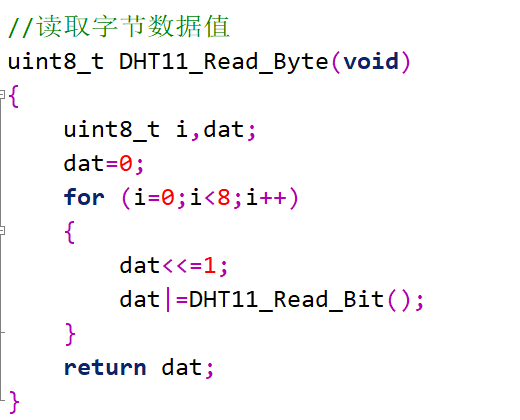 //读取字节数据值
uint8_t DHT11_Read_Byte(void)
{
    uint8_t i,dat;
    dat=0;
    for (i=0;i<8;i++)
    {
        dat<<=1;
        dat|=DHT11_Read_Bit();
    }
    return dat;
}